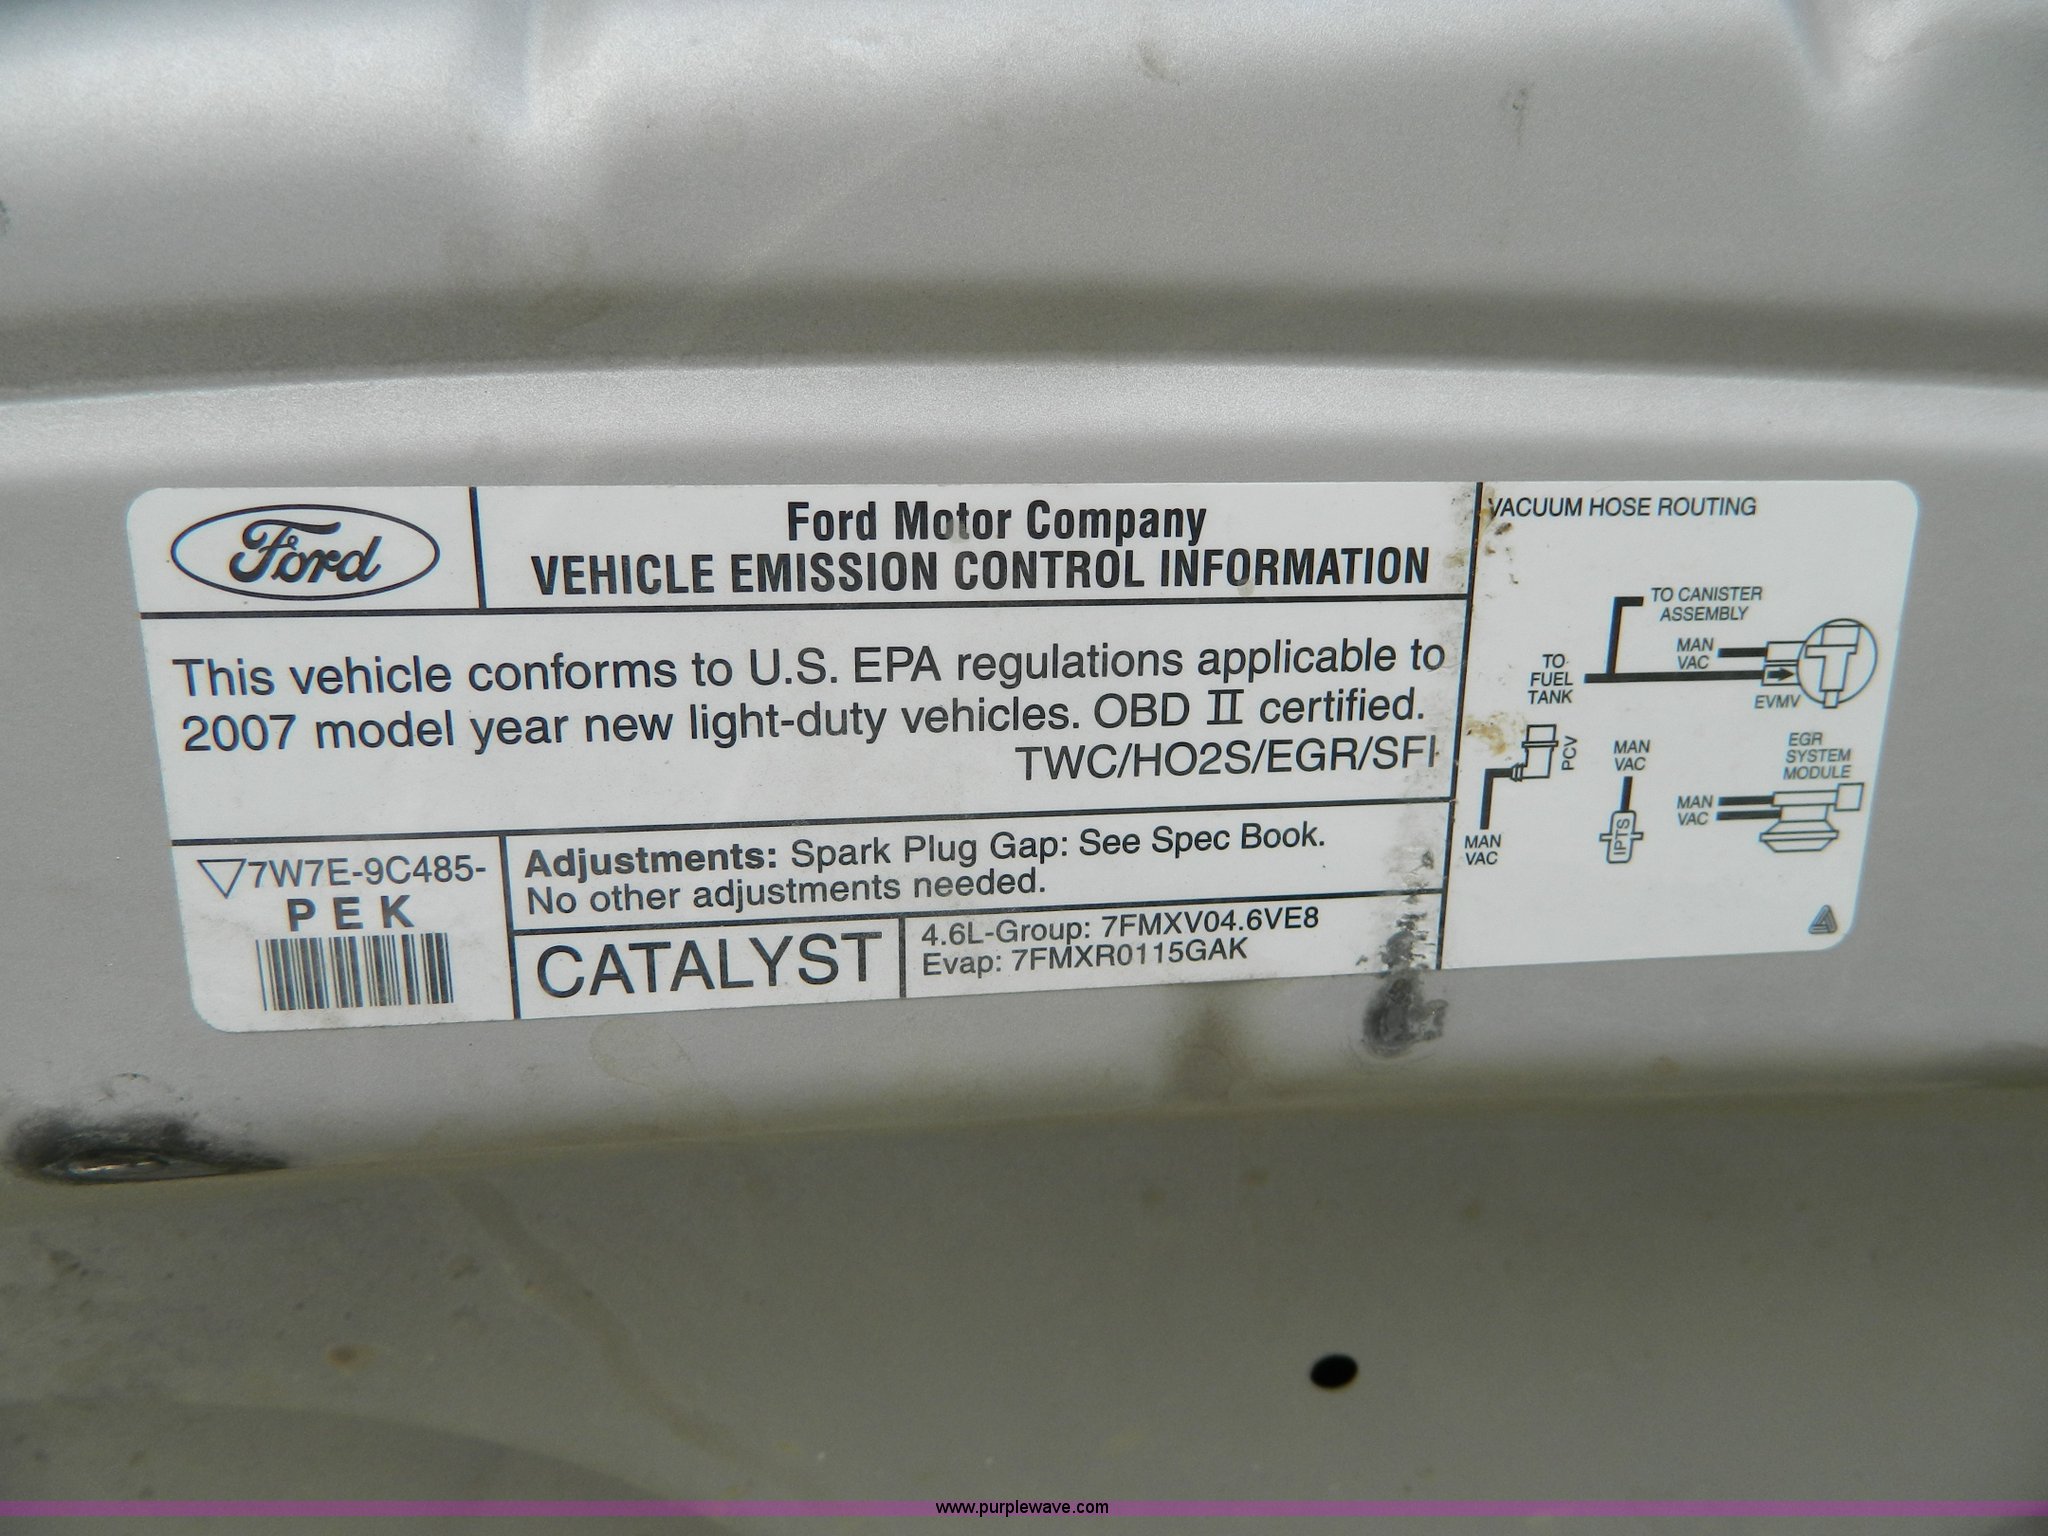 Ford
Ford Motor Company
VEHICLE EMISSION CONTROL INFORMATION
This vehicle conforms to U.S. EPA regulations applicable to
2007 model year new light-duty vehicles. OBD II certified.
TWC/HO2S/EGR/SFI
7W7E-9C485-
PEK
Adjustments: Spark Plug Gap: See Spec Book.
No other adjustments needed.
CATALYST
4.6L-Group: 7FMXV04.6VE8
Evap: 7FMXR0115GAK
VACUUM HOSE ROUTING
TO CANISTER
ASSEMBLY
MAN
VAC
TO
FUEL
TANK
EVMV
PCV
MAN
VAC
MAN
VAC
IPTS
EGR
SYSTEM
MODULE
MAN
VAC
www.purplewave.com